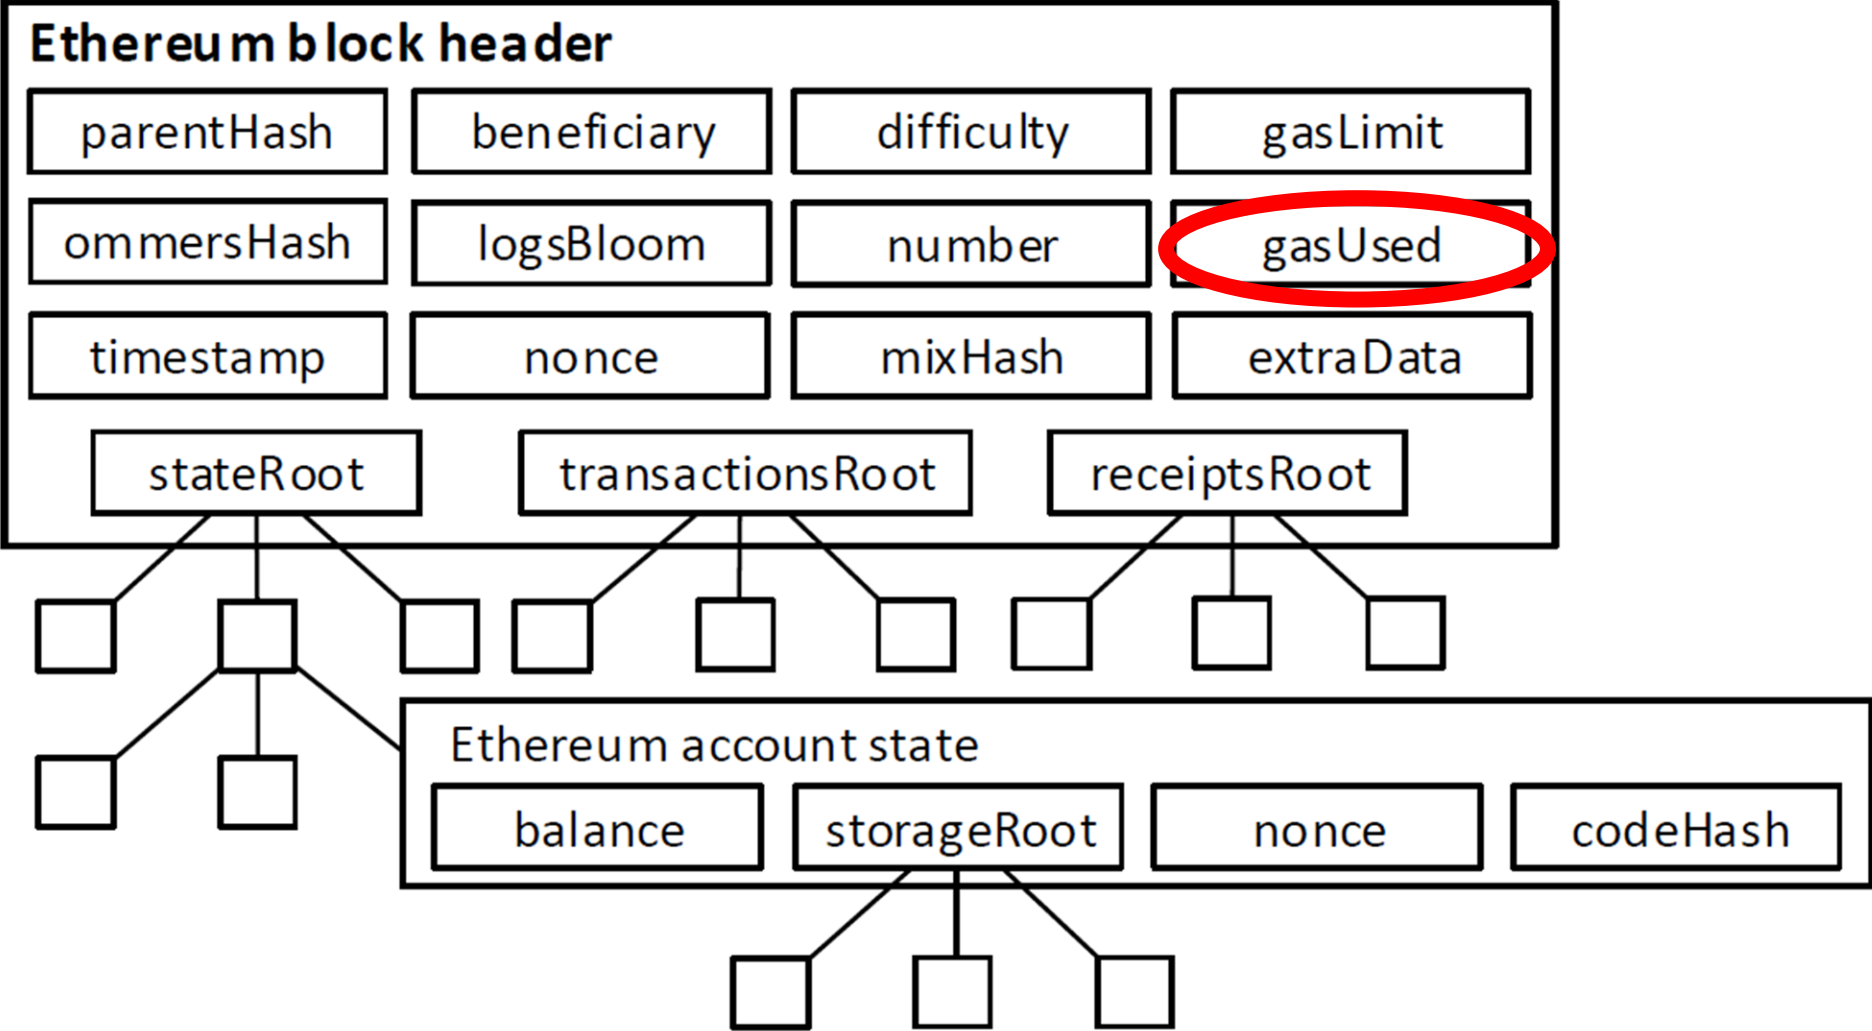 Ethereum block header
parentHash beneficiary difficulty gasLimit
ommersHash logsBloom number gasUsed
timestamp nonce mixHash extraData
stateRoot transactionsRoot receiptsRoot
Ethereum account state
balance storageRoot nonce codeHash